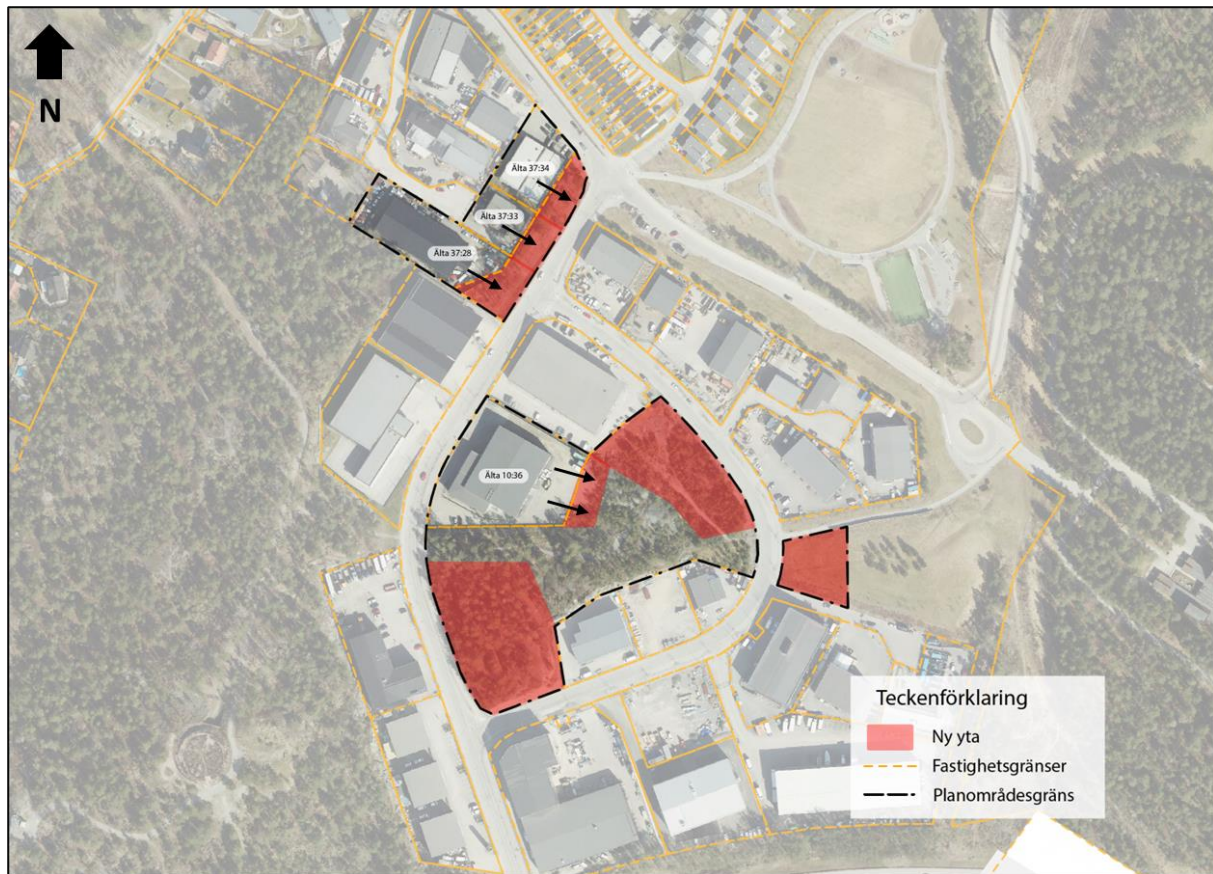 N
Älta 37:34
Älta 37:33
Älta 37:28
Älta 10:36
Teckenförklaring
Ny yta
Fastighetsgränser
Planområdesgräns